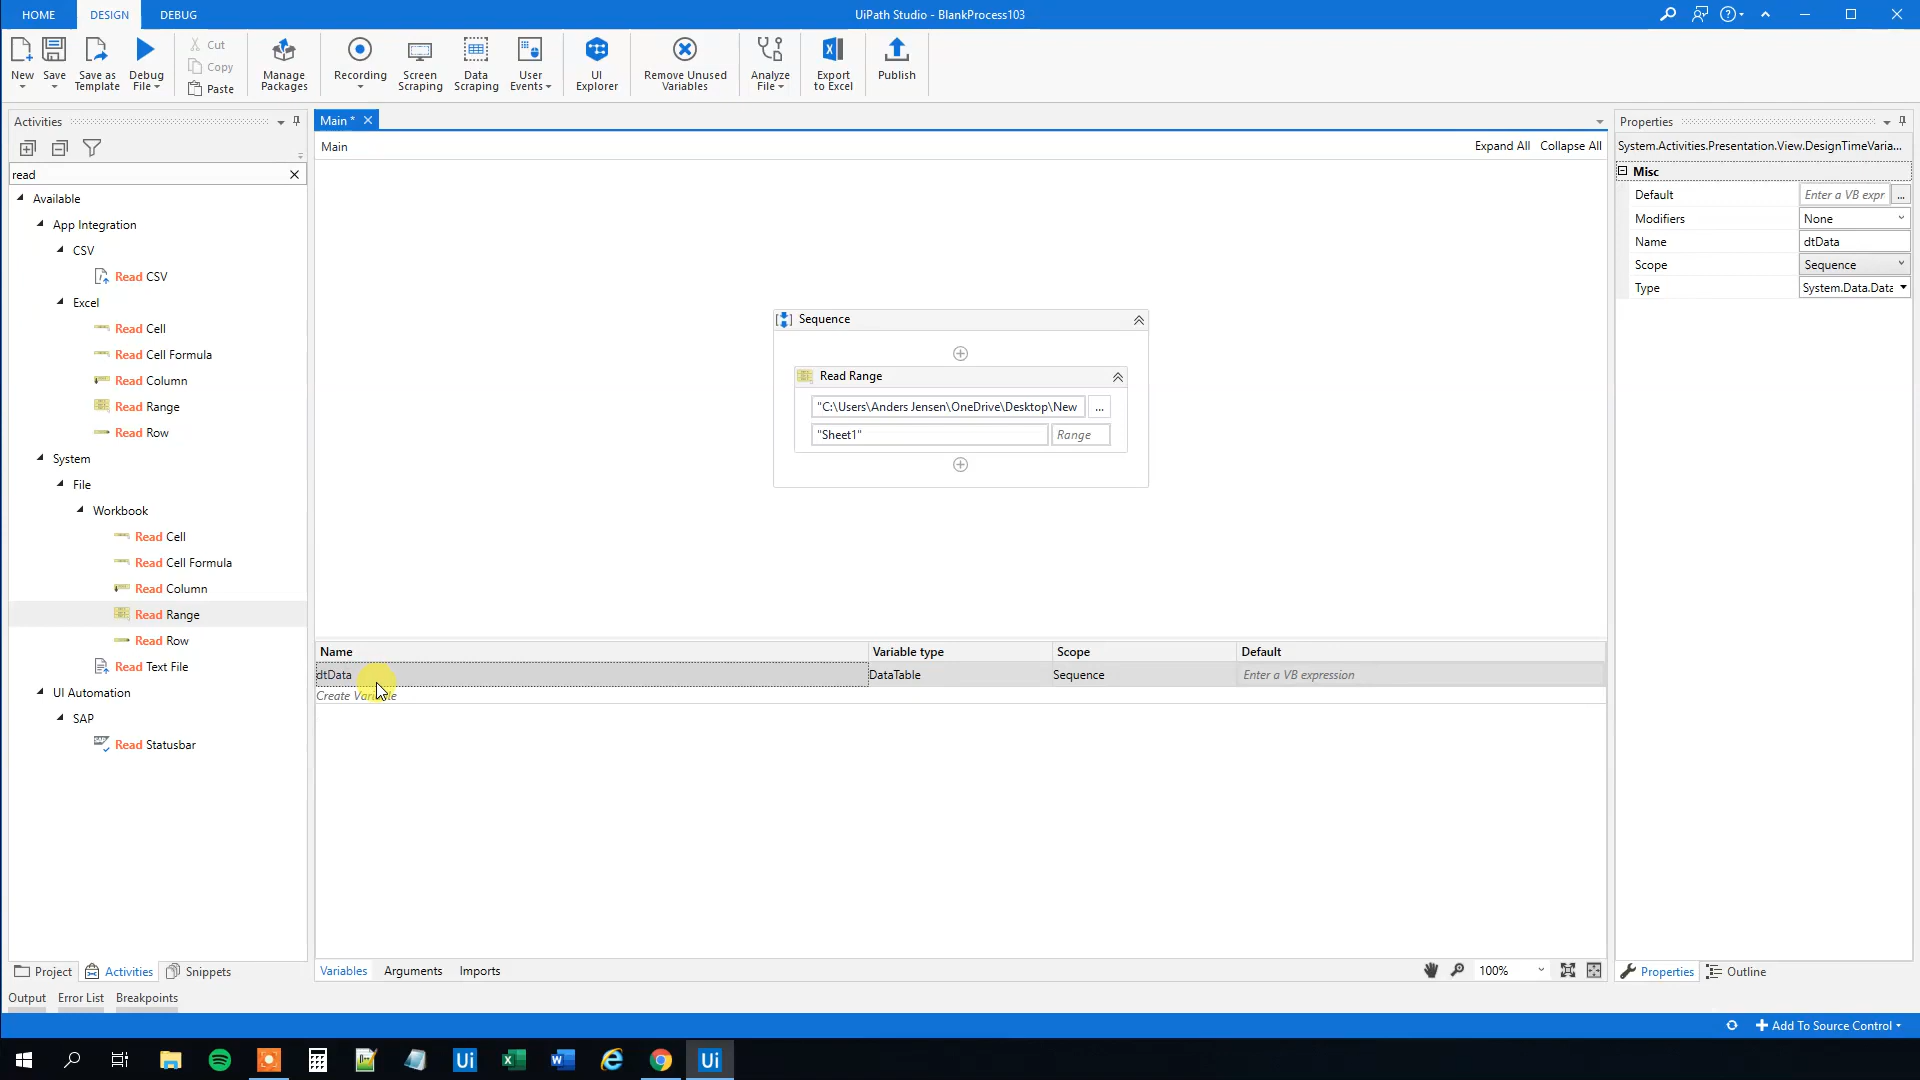 HOME DESIGN DEBUG
UiPath Studio - BlankProcess103
New Save Save as Template Debug File
Cut
Copy
Paste
Manage Packages
Recording
Screen Scraping
Data Scraping
User Events
UI Explorer
Remove Unused Variables
Analyze File
Export to Excel
Publish
Activities
read
Available
App Integration
CSV
Read CSV
Excel
Read Cell
Read Cell Formula
Read Column
Read Range
Read Row
System
File
Workbook
Read Cell
Read Cell Formula
Read Column
Read Range
Read Row
Read Text File
UI Automation
SAP
Read Statusbar
Project Activities Snippets
Main *
Main
Expand All Collapse All
Sequence
Read Range
"C:\Users\Anders Jensen\OneDrive\Desktop\New
...
"Sheet1"
Range
Name Variable type Scope Default
dtData DataTable Sequence Enter a VB expression
Create Variable
Variables Arguments Imports
100%
Properties
System.Activities.Presentation.View.DesignTimeVaria...
Misc
Default Enter a VB expr ...
Modifiers None
Name dtData
Scope Sequence
Type System.Data.Data
Properties Outline
Output Error List Breakpoints
Add To Source Control
Ui
Ui